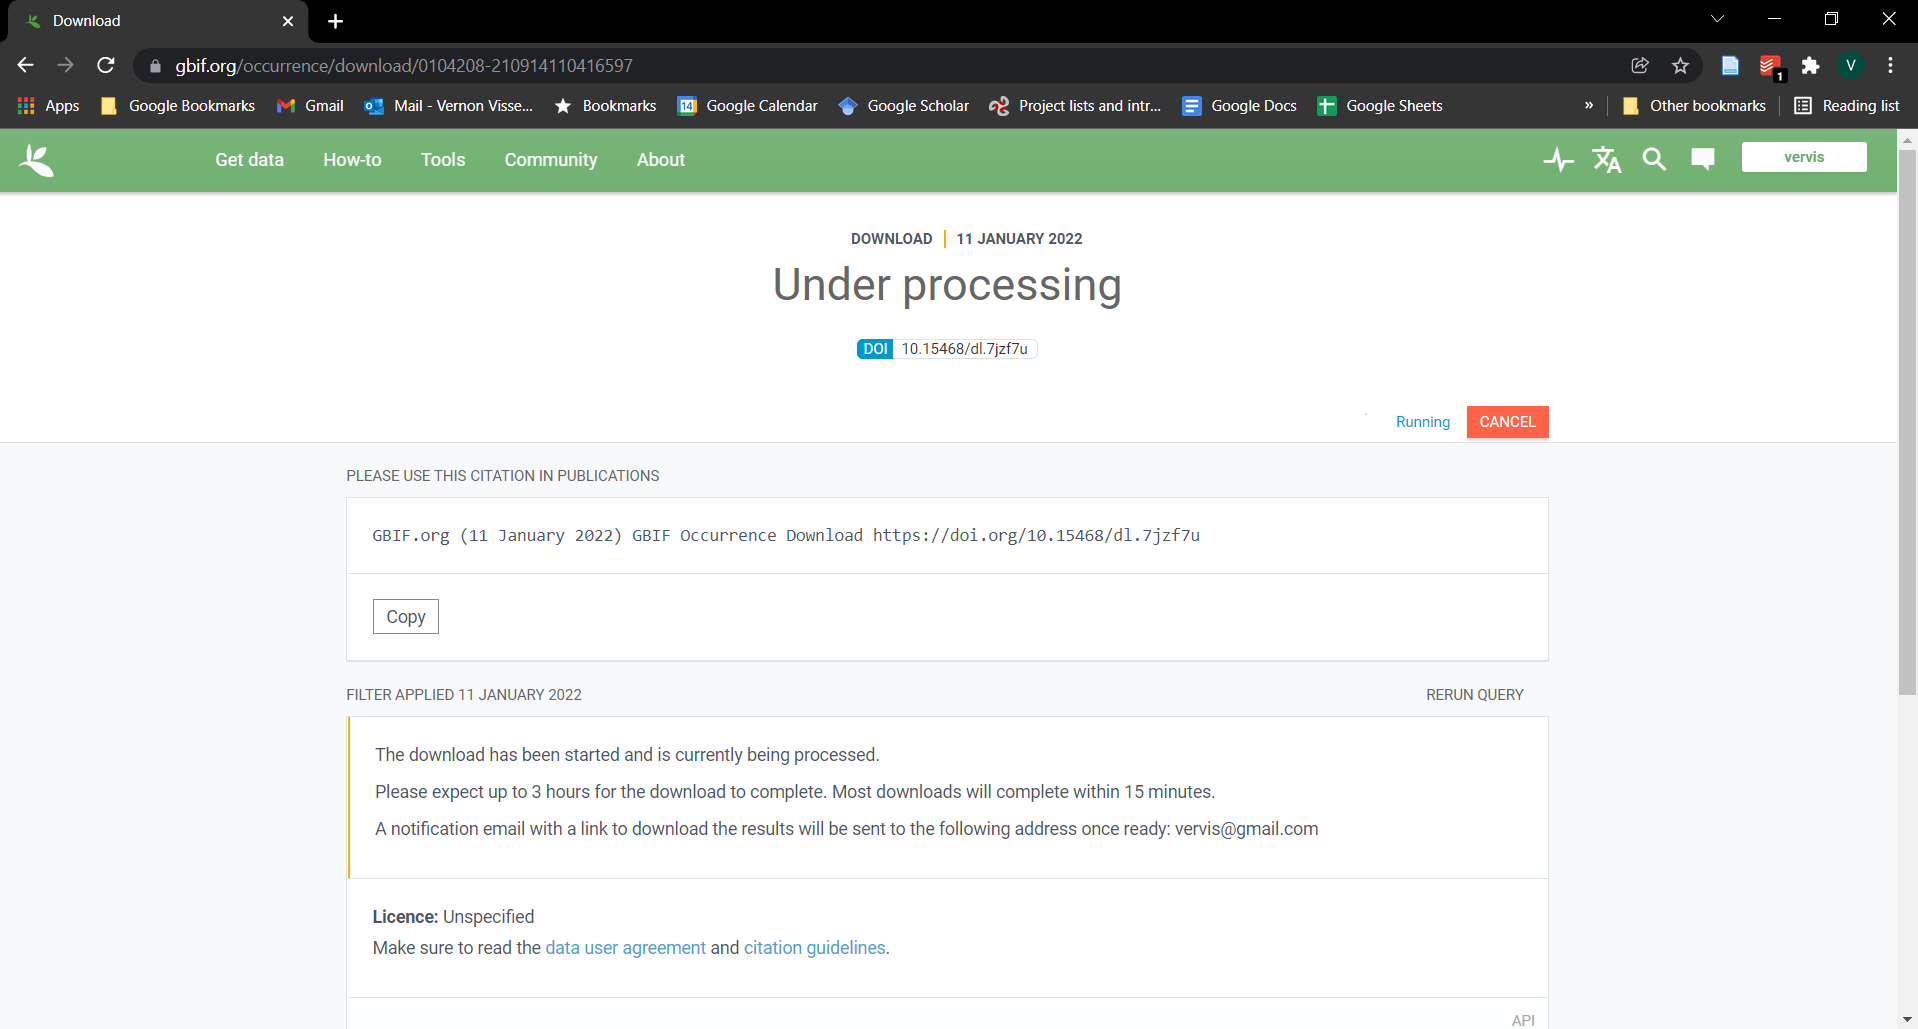 Download
gbif.org/occurrence/download/0104208-210914110416597
1
V
Apps
Google Bookmarks
Gmail
Mail - Vernon Visse...
Bookmarks
14
Google Calendar
Google Scholar
Project lists and intr...
Google Docs
Google Sheets
»
Other bookmarks
Reading list
Get data
How-to
Tools
Community
About
vervis
DOWNLOAD
11 JANUARY 2022
Under processing
DOI 10.15468/dl.7jzf7u
Running
CANCEL
PLEASE USE THIS CITATION IN PUBLICATIONS
GBIF.org (11 January 2022) GBIF Occurrence Download https://doi.org/10.15468/dl.7jzf7u
Copy
FILTER APPLIED 11 JANUARY 2022
RERUN QUERY
The download has been started and is currently being processed.
Please expect up to 3 hours for the download to complete. Most downloads will complete within 15 minutes.
A notification email with a link to download the results will be sent to the following address once ready: vervis@gmail.com
Licence: Unspecified
Make sure to read the data user agreement and citation guidelines.
API